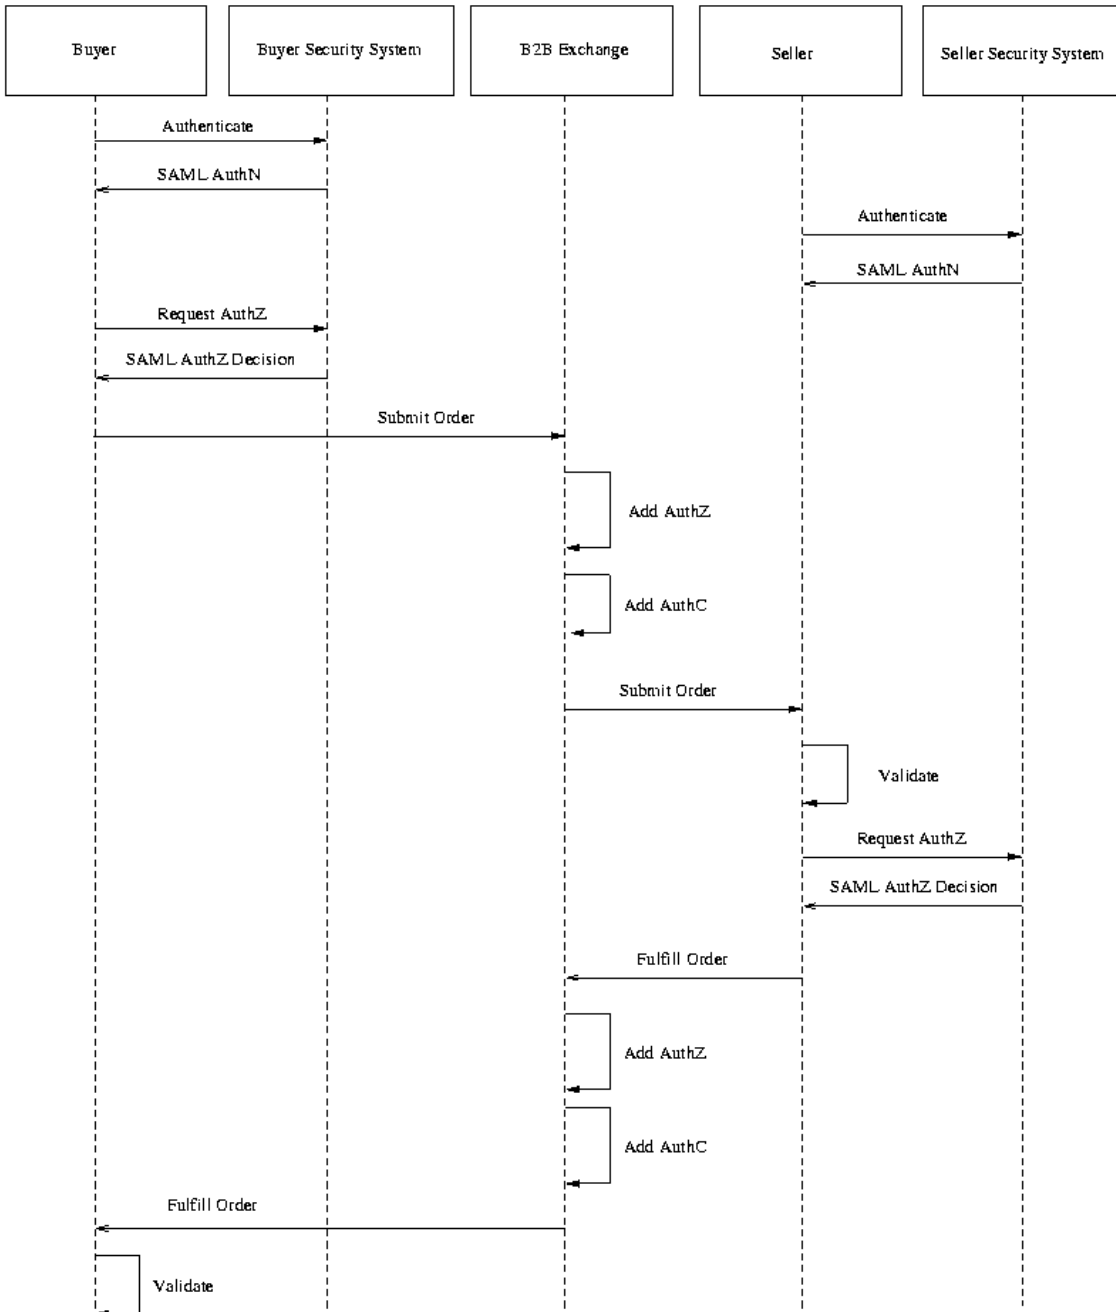 Buyer
Buyer Security System
B2B Exchange
Seller
Seller Security System
Authenticate
SAML AuthN
Authenticate
SAML AuthN
Request AuthZ
SAML AuthZ Decision
Submit Order
Add AuthZ
Add AuthC
Submit Order
Validate
Request AuthZ
SAML AuthZ Decision
Fulfill Order
Add AuthZ
Add AuthC
Fulfill Order
Validate